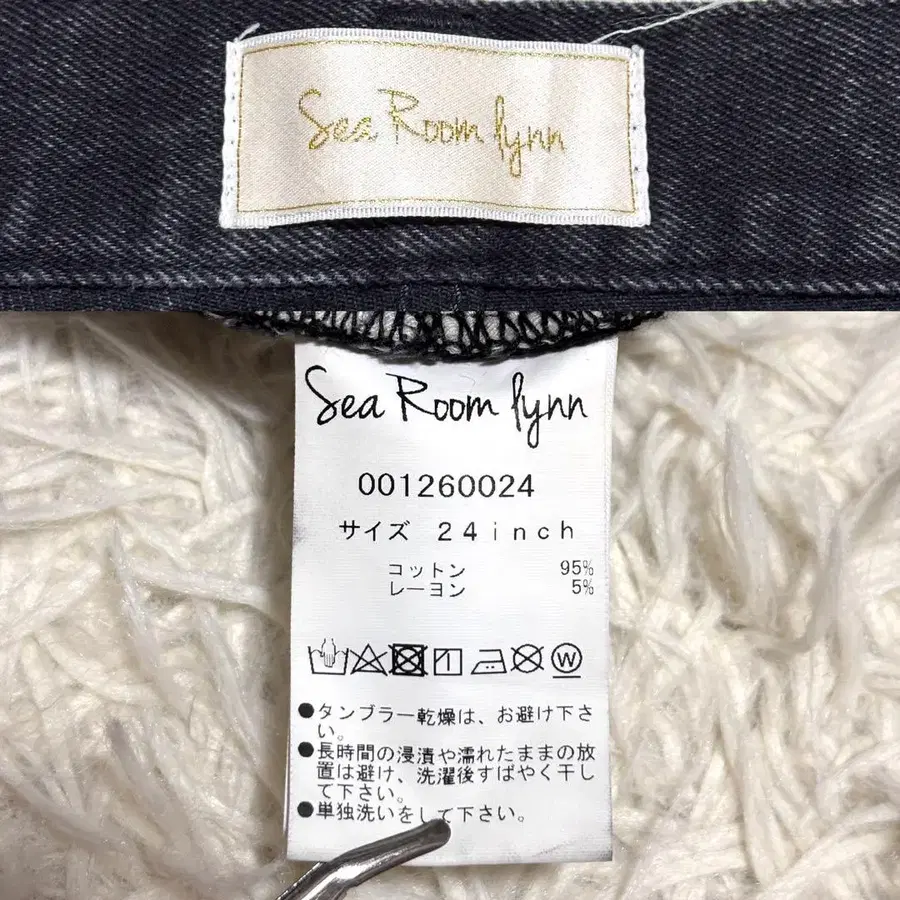 Sea Room lynn
Sea Room lynn
001260024
サイズ 24inch
コットン 95%
レーヨン 5%
W
●タンブラー乾燥は、お避け下さ
い。
●長時間の浸漬や濡れたままの放
置は避け、洗濯後すばやく干し
て下さい。
●単独洗いをして下さい。